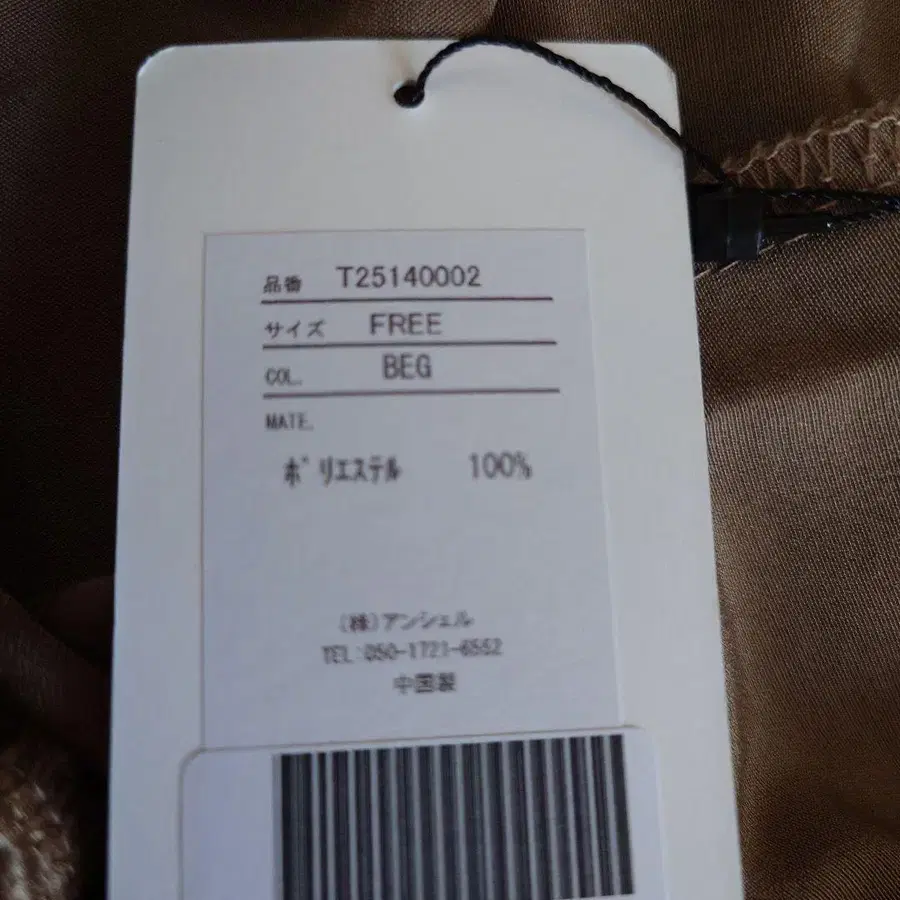 品番 T25140002
サイズ FREE
COL. BEG
MATE.
ポリエステル 100%
(株)アンシェル
TEL:050-1721-6552
中国製